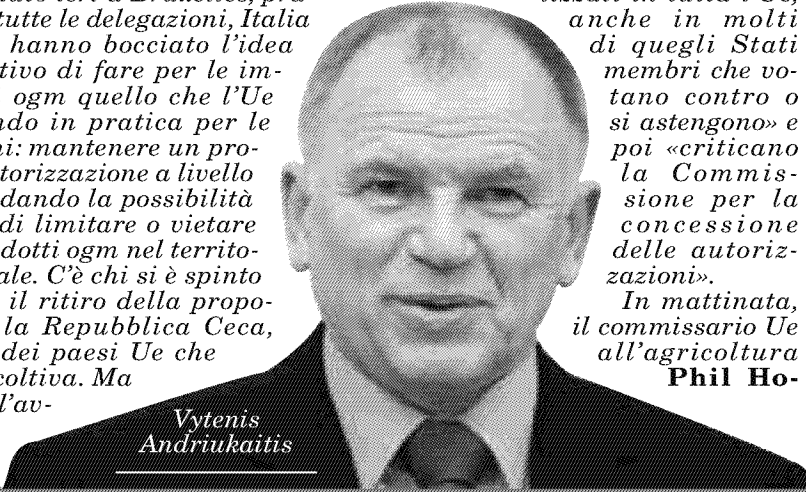 tutte le delegazioni, Italia
hanno bocciato l'idea
tivo di fare per le im-
ogm quello che l'Ue
ndo in pratica per le
ni: mantenere un pro-
torizzazione a livello
dando la possibilità
di limitare o vietare
dotti ogm nel territo-
ale. C'è chi si è spinto
il ritiro della propo-
la Repubblica Ceca,
dei paesi Ue che
coltiva. Ma
l'av-
Vytenis
Andriukaitis
anche in molti
di quegli Stati
membri che vo-
tano contro o
si astengono» e
poi «criticano
la Commis-
sione per la
concessione
delle autoriz-
zazioni».
In mattinata,
il commissario Ue
all'agricoltura
Phil Ho-